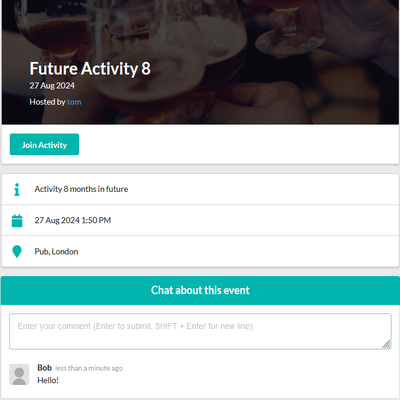 Future Activity 8
27 Aug 2024
Hosted by tom
Join Activity
Activity 8 months in future
27 Aug 2024 1:50 PM
Pub, London
Chat about this event
Enter your comment (Enter to submit, SHIFT + Enter for new line)
Bob less than a minute ago
Hello!